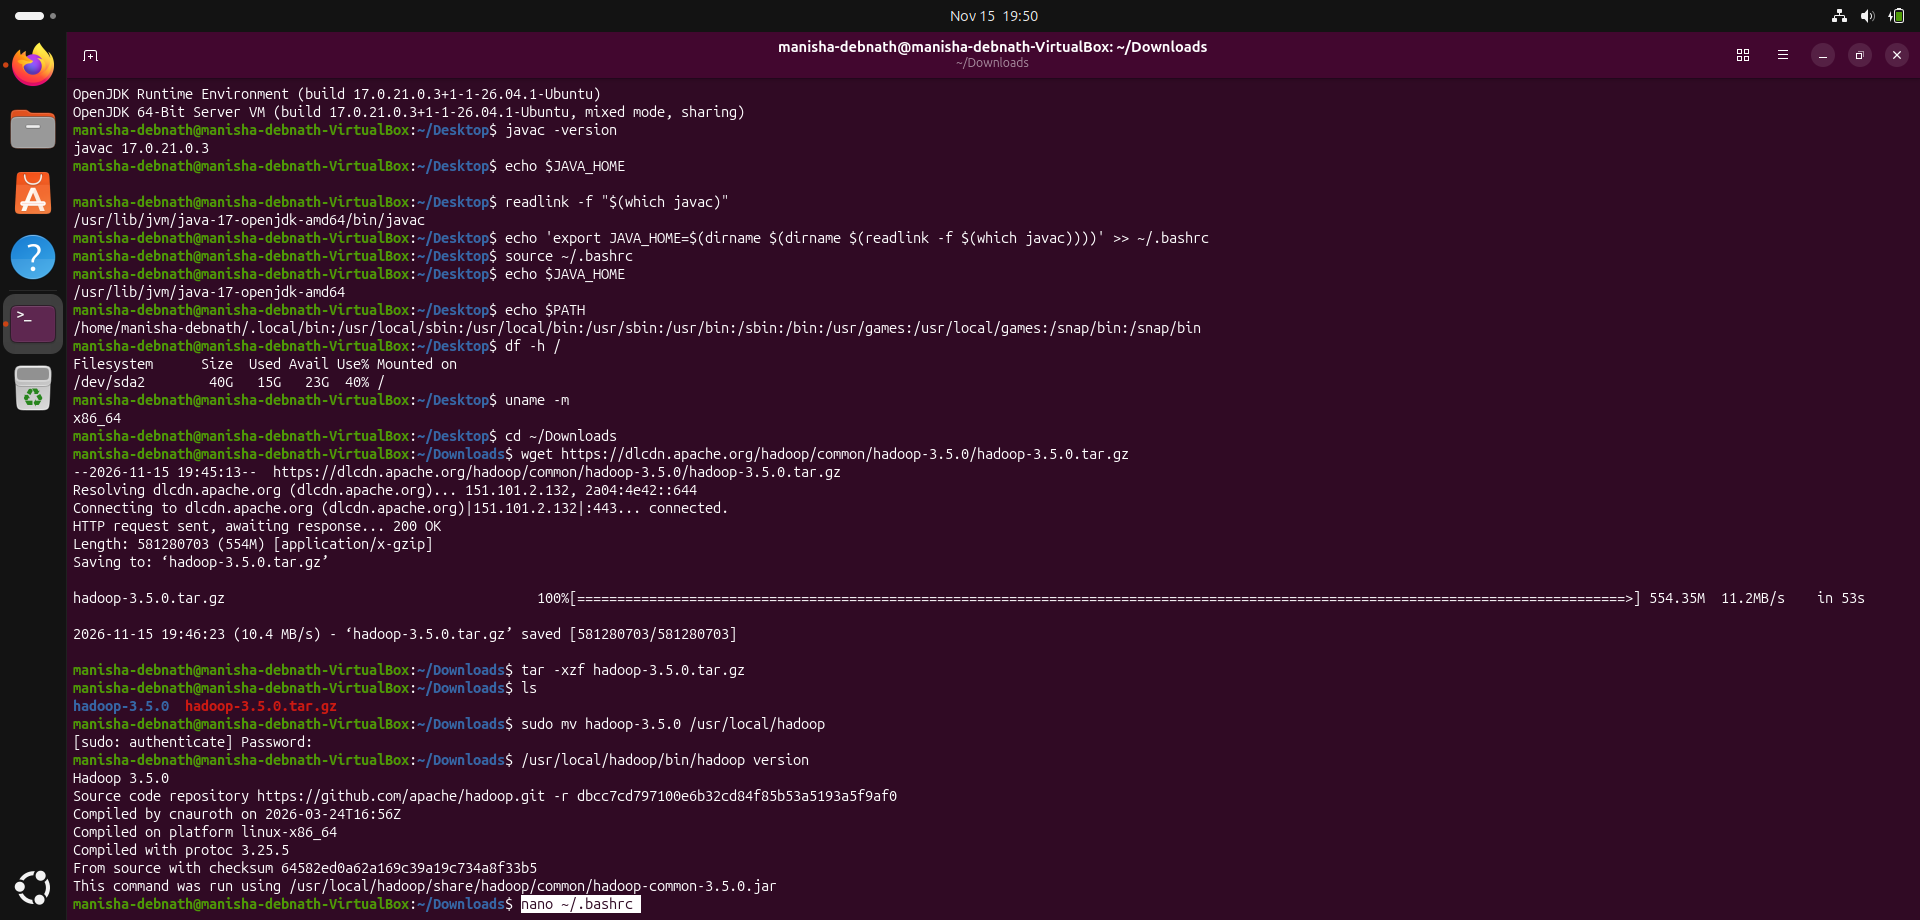 Nov 15  19:50
manisha-debnath@manisha-debnath-VirtualBox: ~/Downloads
~/Downloads
OpenJDK Runtime Environment (build 17.0.21.0.3+1-1-26.04.1-Ubuntu)
OpenJDK 64-Bit Server VM (build 17.0.21.0.3+1-1-26.04.1-Ubuntu, mixed mode, sharing)
manisha-debnath@manisha-debnath-VirtualBox:~/Desktop$ javac -version
javac 17.0.21.0.3
manisha-debnath@manisha-debnath-VirtualBox:~/Desktop$ echo $JAVA_HOME
manisha-debnath@manisha-debnath-VirtualBox:~/Desktop$ readlink -f "$(which javac)"
/usr/lib/jvm/java-17-openjdk-amd64/bin/javac
manisha-debnath@manisha-debnath-VirtualBox:~/Desktop$ echo 'export JAVA_HOME=$(dirname $(dirname $(readlink -f $(which javac))))' >> ~/.bashrc
manisha-debnath@manisha-debnath-VirtualBox:~/Desktop$ source ~/.bashrc
manisha-debnath@manisha-debnath-VirtualBox:~/Desktop$ echo $JAVA_HOME
/usr/lib/jvm/java-17-openjdk-amd64
manisha-debnath@manisha-debnath-VirtualBox:~/Desktop$ echo $PATH
/home/manisha-debnath/.local/bin:/usr/local/sbin:/usr/local/bin:/usr/sbin:/usr/bin:/sbin:/bin:/usr/games:/usr/local/games:/snap/bin:/snap/bin
manisha-debnath@manisha-debnath-VirtualBox:~/Desktop$ df -h /
Filesystem      Size  Used Avail Use% Mounted on
/dev/sda2        40G   15G   23G  40% /
manisha-debnath@manisha-debnath-VirtualBox:~/Desktop$ uname -m
x86_64
manisha-debnath@manisha-debnath-VirtualBox:~/Desktop$ cd ~/Downloads
manisha-debnath@manisha-debnath-VirtualBox:~/Downloads$ wget https://dlcdn.apache.org/hadoop/common/hadoop-3.5.0/hadoop-3.5.0.tar.gz
--2026-11-15 19:45:13--  https://dlcdn.apache.org/hadoop/common/hadoop-3.5.0/hadoop-3.5.0.tar.gz
Resolving dlcdn.apache.org (dlcdn.apache.org)... 151.101.2.132, 2a04:4e42::644
Connecting to dlcdn.apache.org (dlcdn.apache.org)|151.101.2.132|:443... connected.
HTTP request sent, awaiting response... 200 OK
Length: 581280703 (554M) [application/x-gzip]
Saving to: ‘hadoop-3.5.0.tar.gz’
hadoop-3.5.0.tar.gz 100%[===================================================================================================================================>] 554.35M  11.2MB/s    in 53s
2026-11-15 19:46:23 (10.4 MB/s) - ‘hadoop-3.5.0.tar.gz’ saved [581280703/581280703]
manisha-debnath@manisha-debnath-VirtualBox:~/Downloads$ tar -xzf hadoop-3.5.0.tar.gz
manisha-debnath@manisha-debnath-VirtualBox:~/Downloads$ ls
hadoop-3.5.0  hadoop-3.5.0.tar.gz
manisha-debnath@manisha-debnath-VirtualBox:~/Downloads$ sudo mv hadoop-3.5.0 /usr/local/hadoop
[sudo: authenticate] Password:
manisha-debnath@manisha-debnath-VirtualBox:~/Downloads$ /usr/local/hadoop/bin/hadoop version
Hadoop 3.5.0
Source code repository https://github.com/apache/hadoop.git -r dbcc7cd797100e6b32cd84f85b53a5193a5f9af0
Compiled by cnauroth on 2026-03-24T16:56Z
Compiled on platform linux-x86_64
Compiled with protoc 3.25.5
From source with checksum 64582ed0a62a169c39a19c734a8f33b5
This command was run using /usr/local/hadoop/share/hadoop/common/hadoop-common-3.5.0.jar
manisha-debnath@manisha-debnath-VirtualBox:~/Downloads$ nano ~/.bashrc